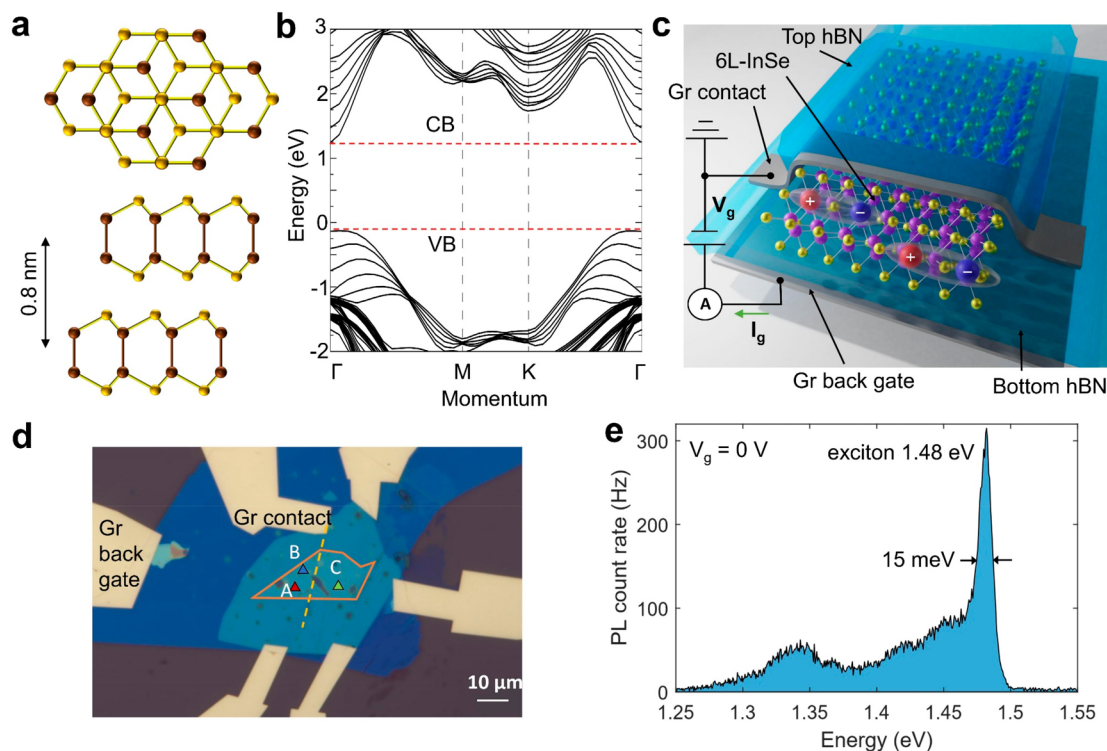 a
0.8 nm
b
Energy (eV)
3
2
1
0
-1
-2
CB
VB
Γ
M
K
Γ
Momentum
c
Top hBN
6L-InSe
Gr contact
Vg
A
Ig
+
−
+
−
Gr back gate
Bottom hBN
d
Gr contact
Gr
back
gate
B
C
A
10 μm
e
Vg = 0 V
exciton 1.48 eV
15 meV
PL count rate (Hz)
300
200
100
0
1.25
1.3
1.35
1.4
1.45
1.5
1.55
Energy (eV)